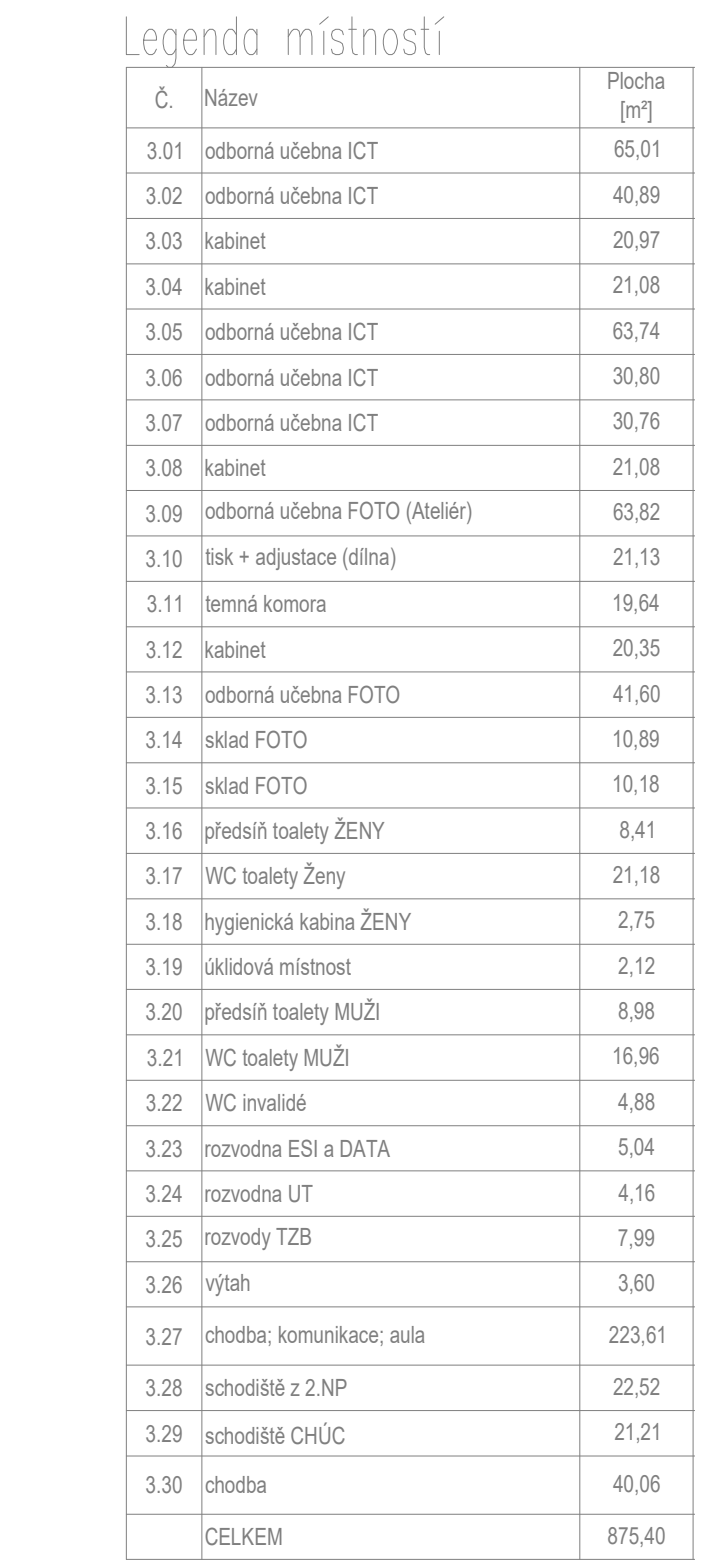 Legenda místností
Č. Název Plocha
[m²]
3.01 odborná učebna ICT 65,01
3.02 odborná učebna ICT 40,89
3.03 kabinet 20,97
3.04 kabinet 21,08
3.05 odborná učebna ICT 63,74
3.06 odborná učebna ICT 30,80
3.07 odborná učebna ICT 30,76
3.08 kabinet 21,08
3.09 odborná učebna FOTO (Ateliér) 63,82
3.10 tisk + adjustace (dílna) 21,13
3.11 temná komora 19,64
3.12 kabinet 20,35
3.13 odborná učebna FOTO 41,60
3.14 sklad FOTO 10,89
3.15 sklad FOTO 10,18
3.16 předsíň toalety ŽENY 8,41
3.17 WC toalety Ženy 21,18
3.18 hygienická kabina ŽENY 2,75
3.19 úklidová místnost 2,12
3.20 předsíň toalety MUŽI 8,98
3.21 WC toalety MUŽI 16,96
3.22 WC invalidé 4,88
3.23 rozvodna ESI a DATA 5,04
3.24 rozvodna UT 4,16
3.25 rozvody TZB 7,99
3.26 výtah 3,60
3.27 chodba; komunikace; aula 223,61
3.28 schodiště z 2.NP 22,52
3.29 schodiště CHÚC 21,21
3.30 chodba 40,06
CELKEM 875,40